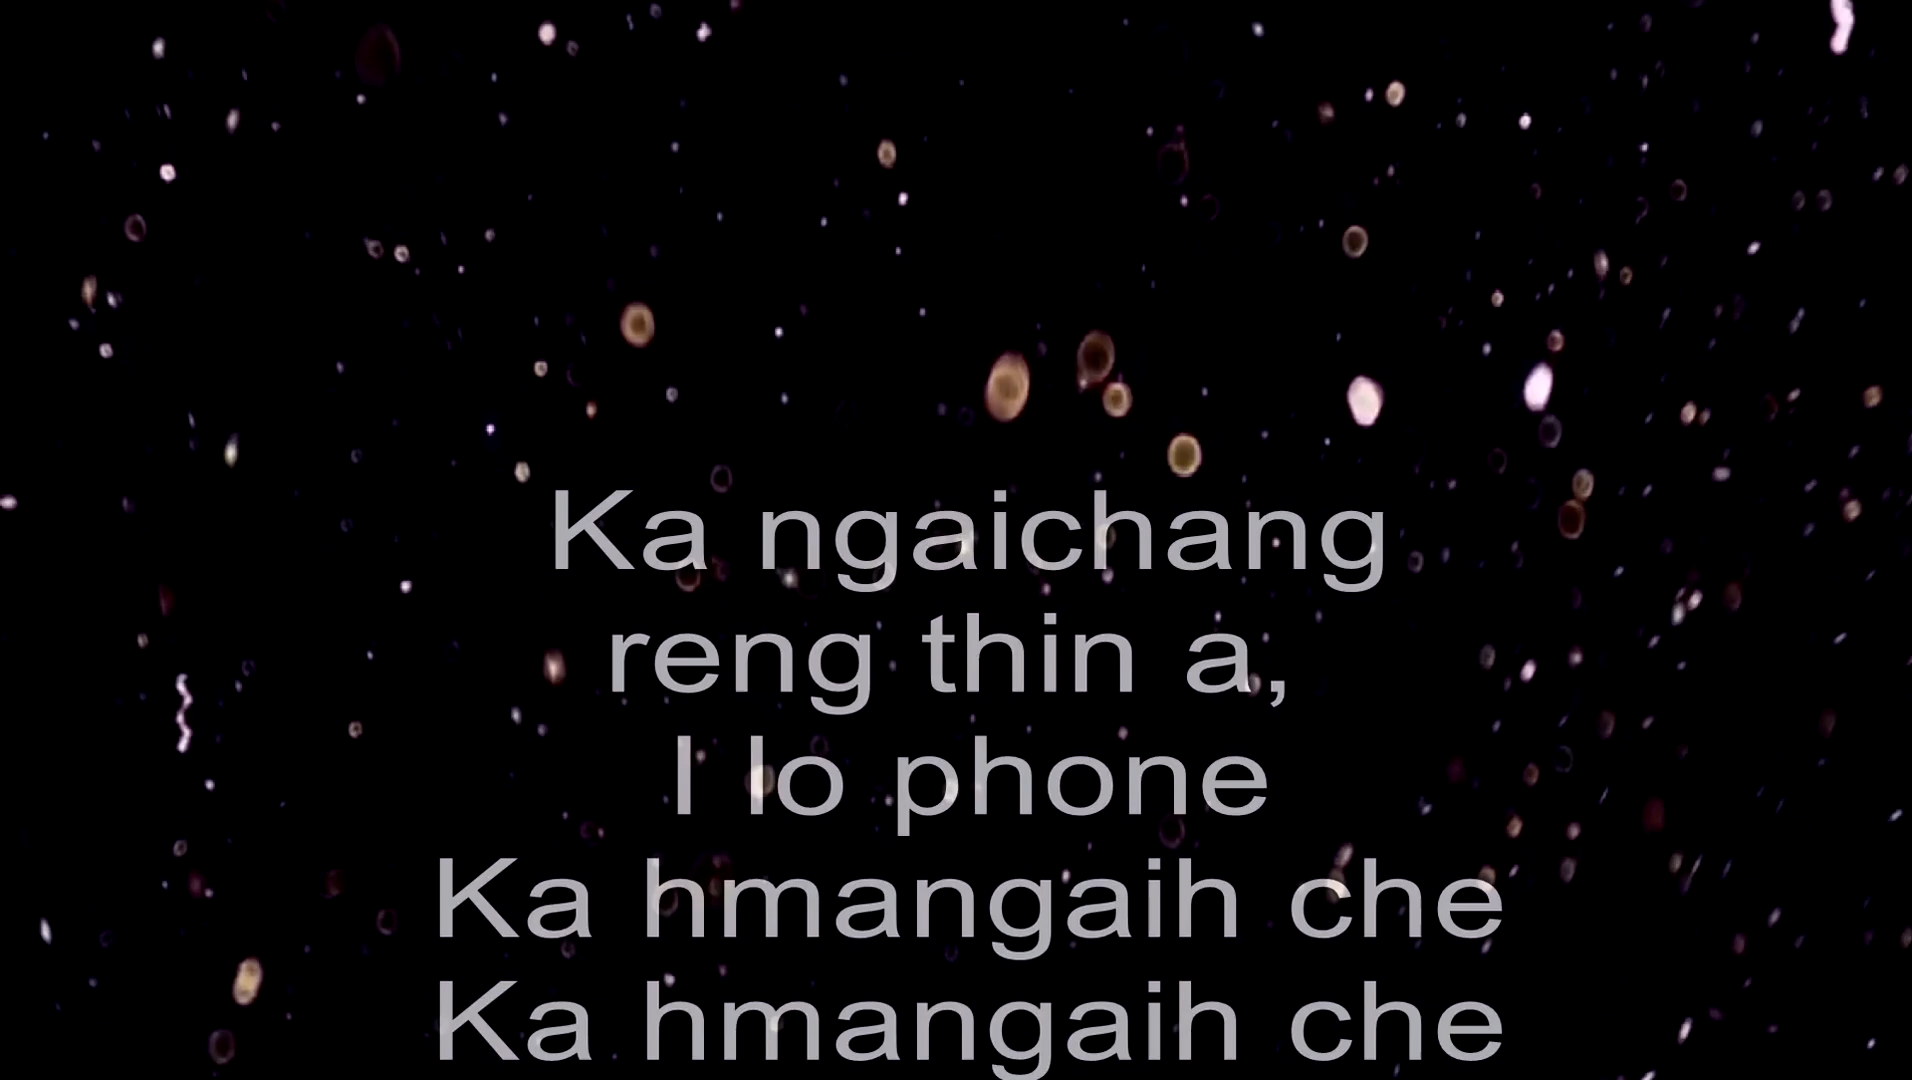 Ka ngaichang
reng thin a,
I lo phone
Ka hmangaih che
Ka hmangaih che